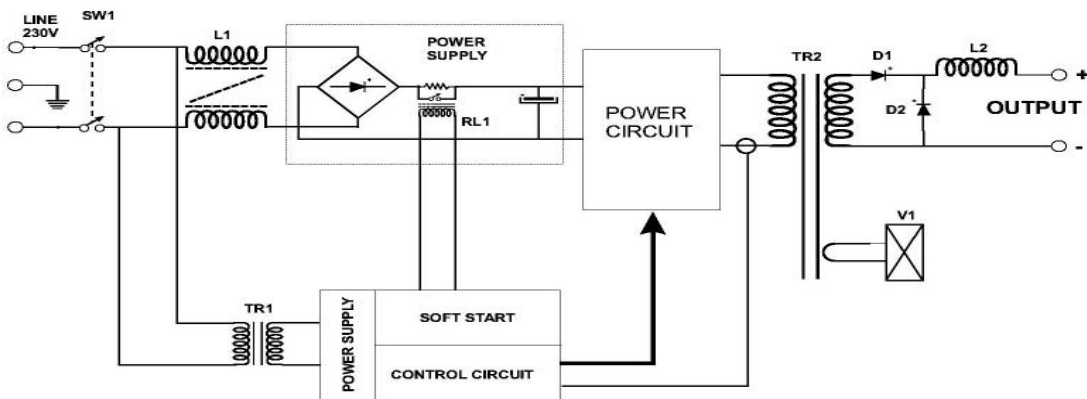 LINE
230V
SW1
L1
POWER
SUPPLY
RL1
POWER
CIRCUIT
TR2
D1
D2
L2
+
OUTPUT
-
V1
TR1
POWER SUPPLY
SOFT START
CONTROL CIRCUIT